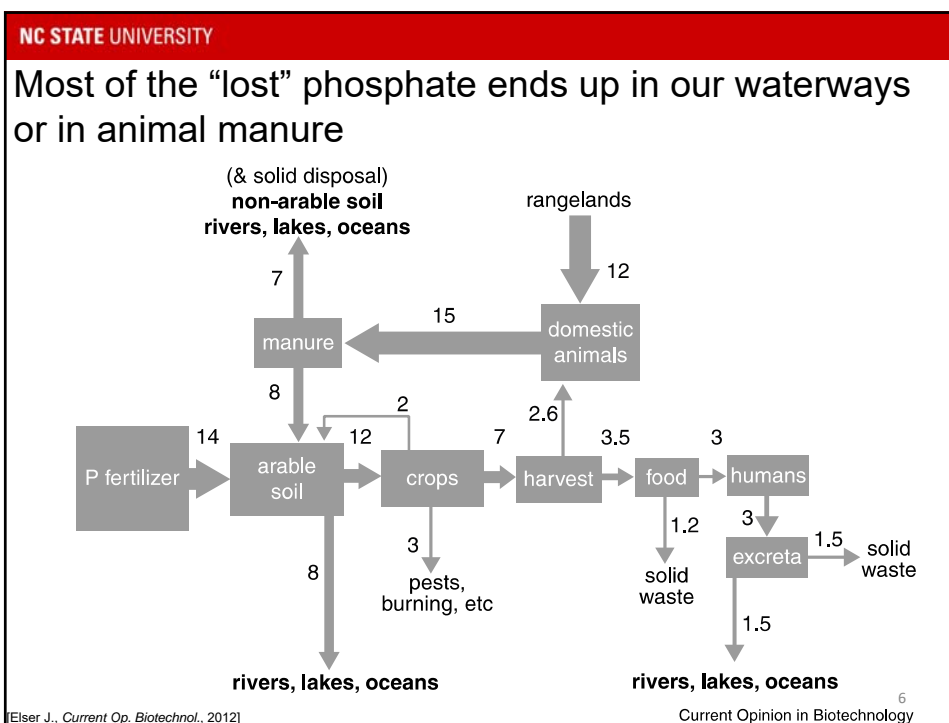 NC STATE UNIVERSITY
Most of the “lost” phosphate ends up in our waterways
or in animal manure
(& solid disposal)
non-arable soil
rivers, lakes, oceans
rangelands
7
12
manure
15
domestic
animals
8
2
2.6
P fertilizer
14
arable
soil
12
crops
7
harvest
3.5
food
3
humans
8
3
pests,
burning, etc
1.2
solid
waste
3
excreta
1.5
solid
waste
1.5
rivers, lakes, oceans
rivers, lakes, oceans
6
[Elser J., Current Op. Biotechnol., 2012]
Current Opinion in Biotechnology